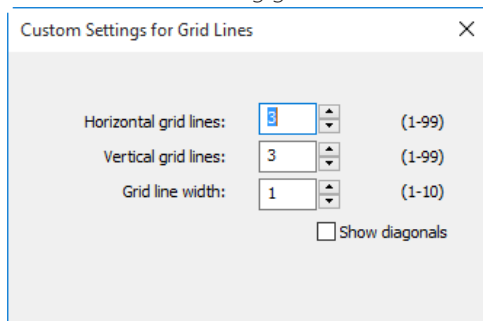 Custom Settings for Grid Lines
Horizontal grid lines: 3 (1-99)
Vertical grid lines: 3 (1-99)
Grid line width: 1 (1-10)
Show diagonals